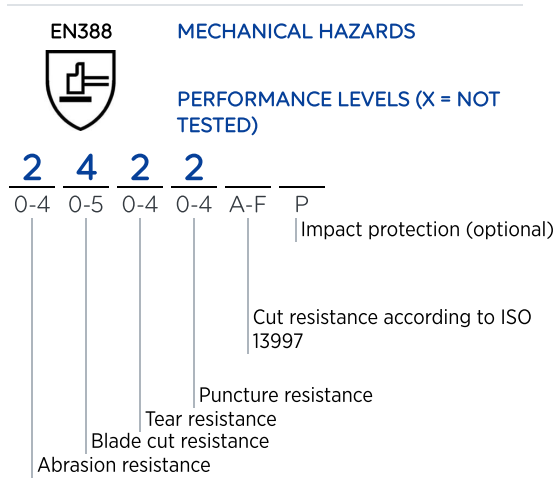 EN388
MECHANICAL HAZARDS
PERFORMANCE LEVELS (X = NOT
TESTED)
2 4 2 2
0-4 0-5 0-4 0-4 A-F P
Impact protection (optional)
Cut resistance according to ISO
13997
Puncture resistance
Tear resistance
Blade cut resistance
Abrasion resistance